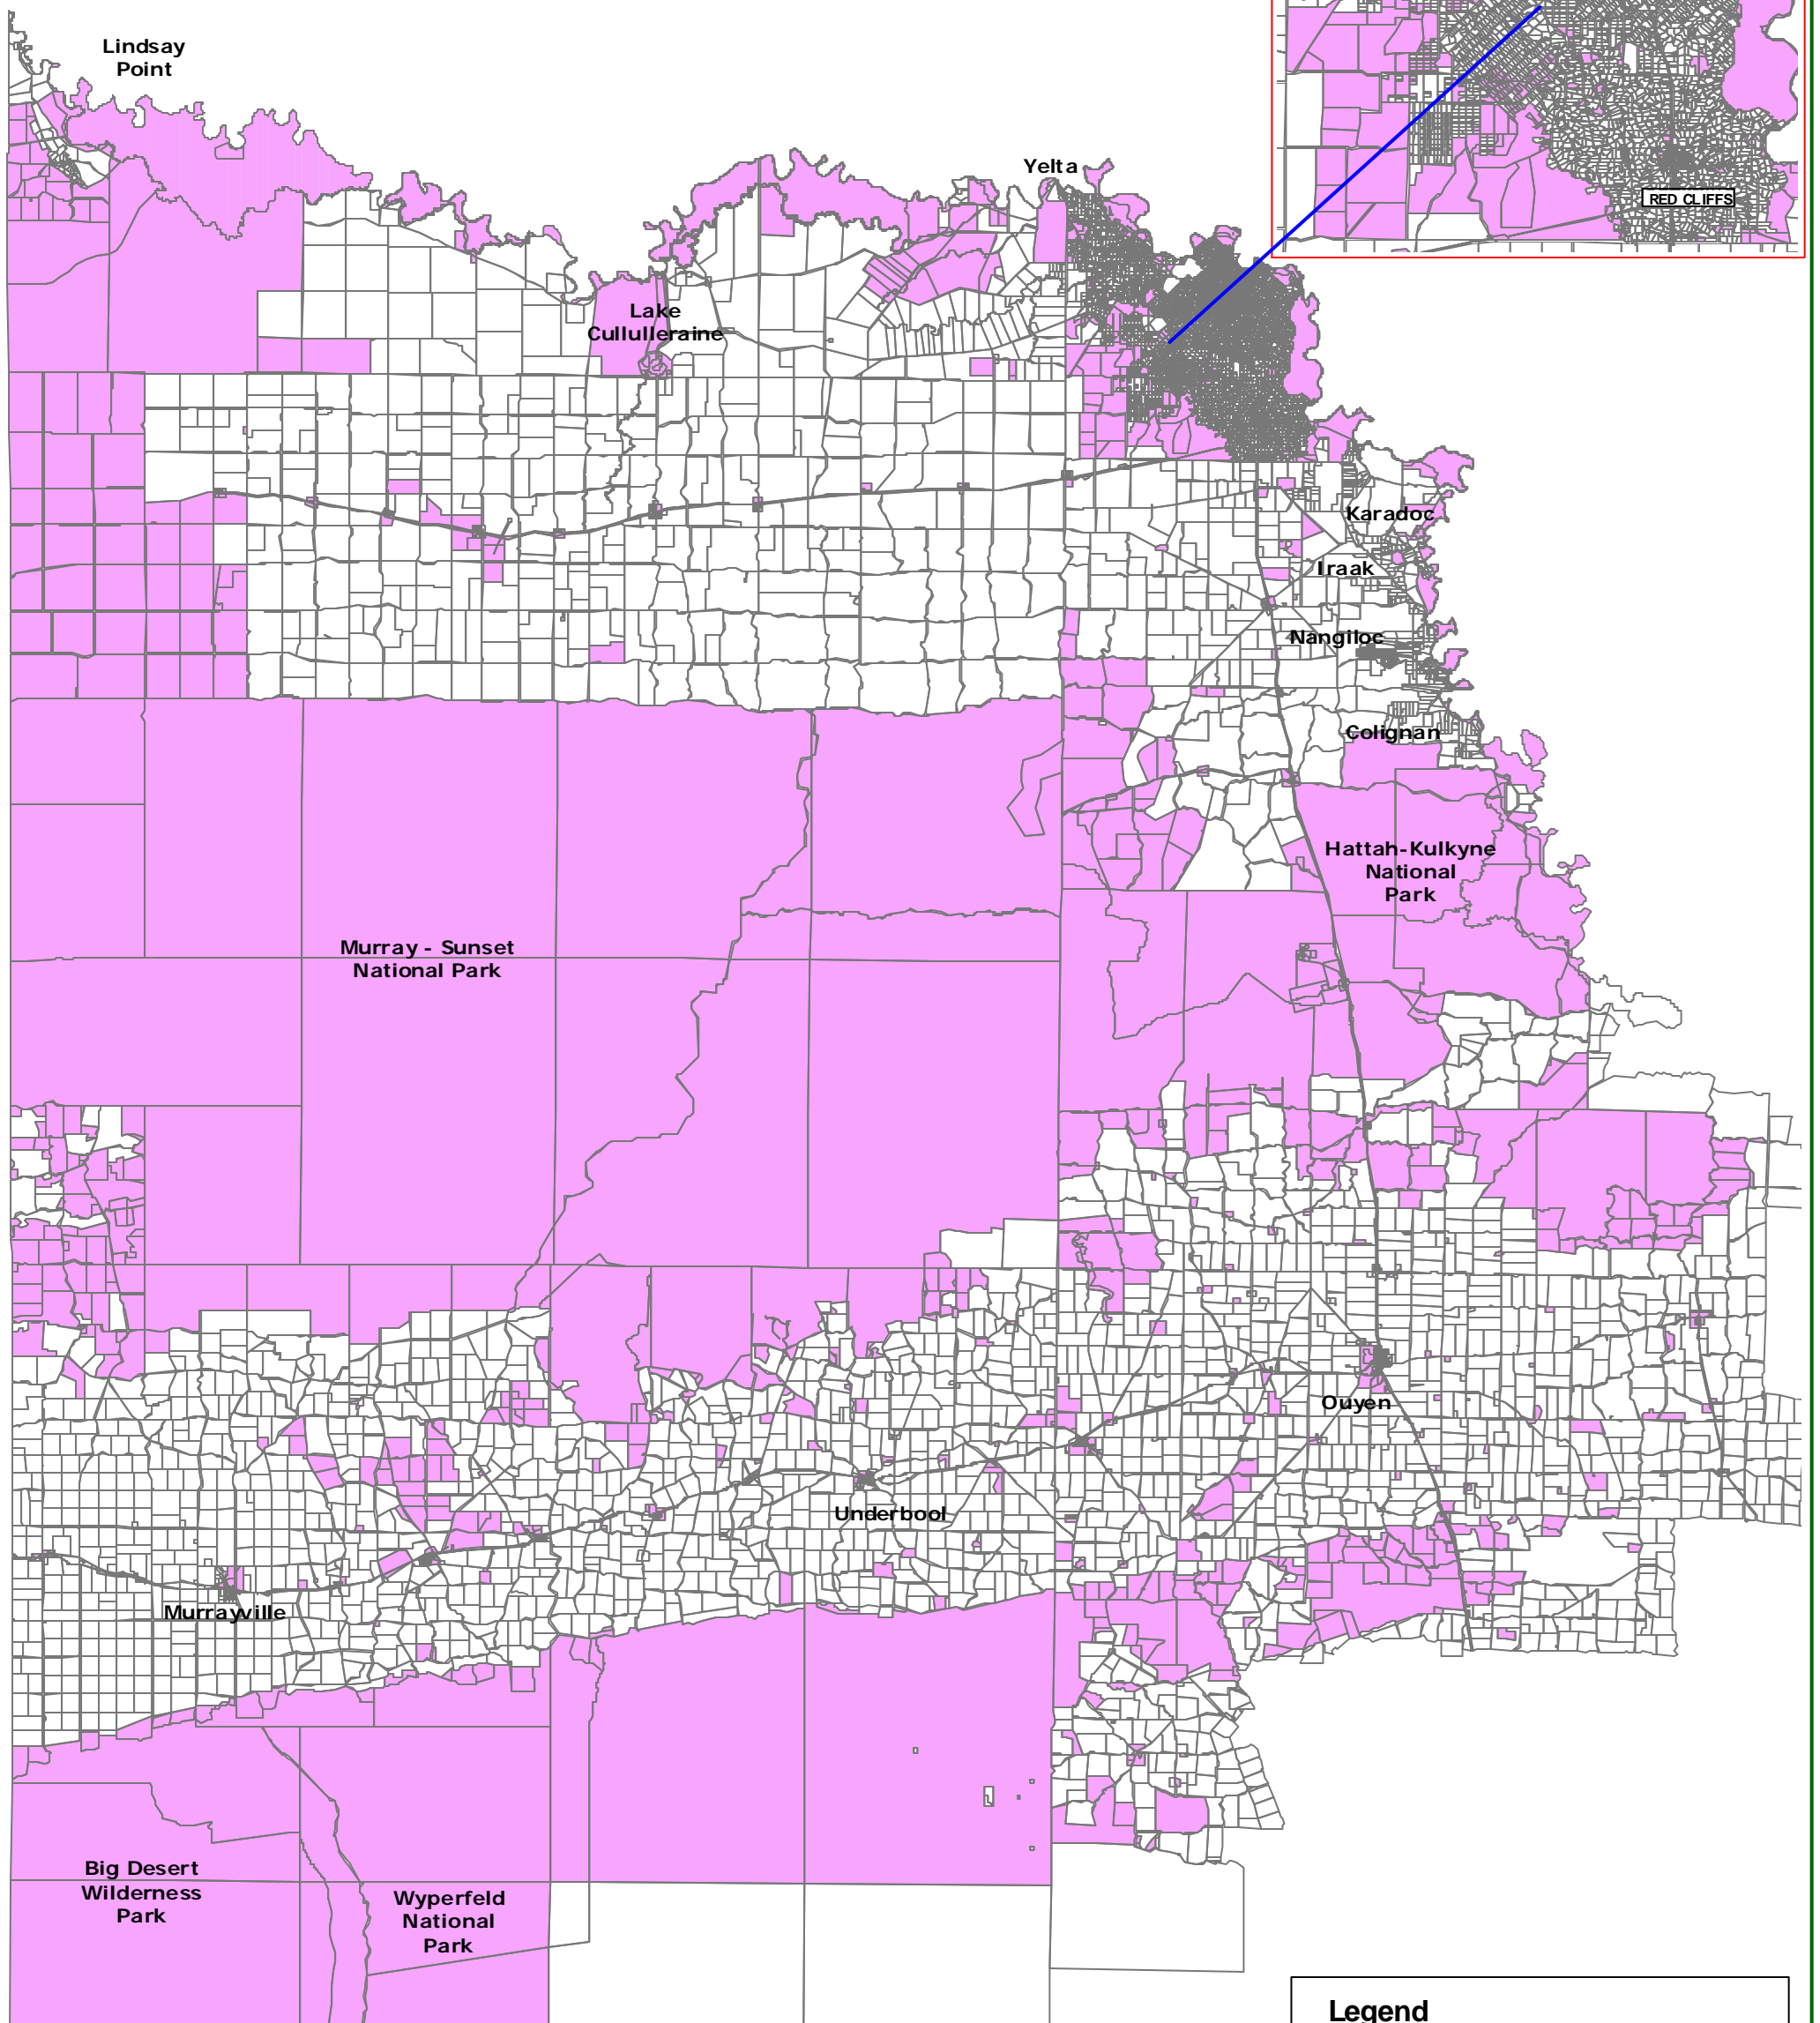 Lindsay
Point
Yelta
RED CLIFFS
Lake
Cullulleraine
Karadoc
Iraak
Nangiloc
Colignan
Hattah-Kulkyne
National
Park
Murray - Sunset
National Park
Ouyen
Underbool
Murrayville
Big Desert
Wilderness
Park
Wyperfeld
National
Park
Legend